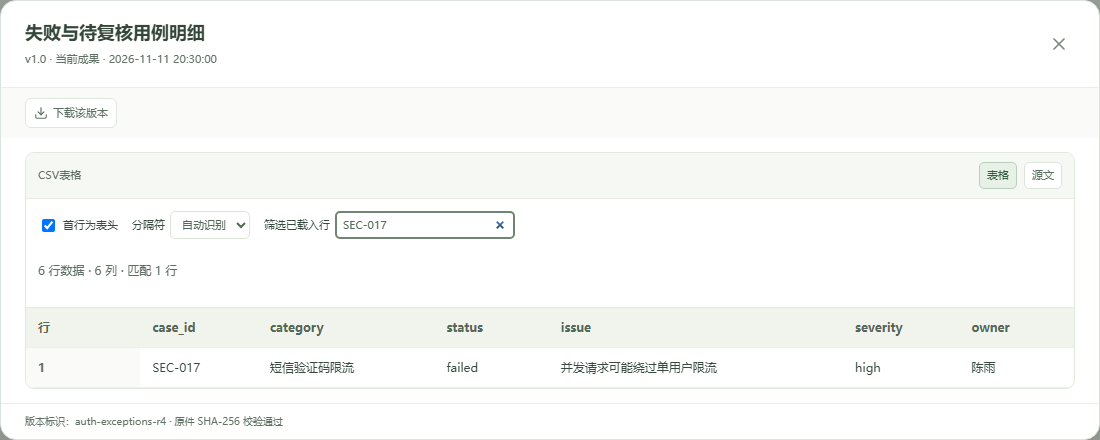 失败与待复核用例明细
v1.0 · 当前成果 · 2026-11-11 20:30:00
下载该版本
CSV表格 表格 源文
首行为表头 分隔符 自动识别 筛选已载入行 SEC-017
6 行数据 · 6 列 · 匹配 1 行
行 case_id category status issue severity owner
1 SEC-017 短信验证码限流 failed 并发请求可能绕过单用户限流 high 陈雨
版本标识：auth-exceptions-r4 · 原件 SHA-256 校验通过